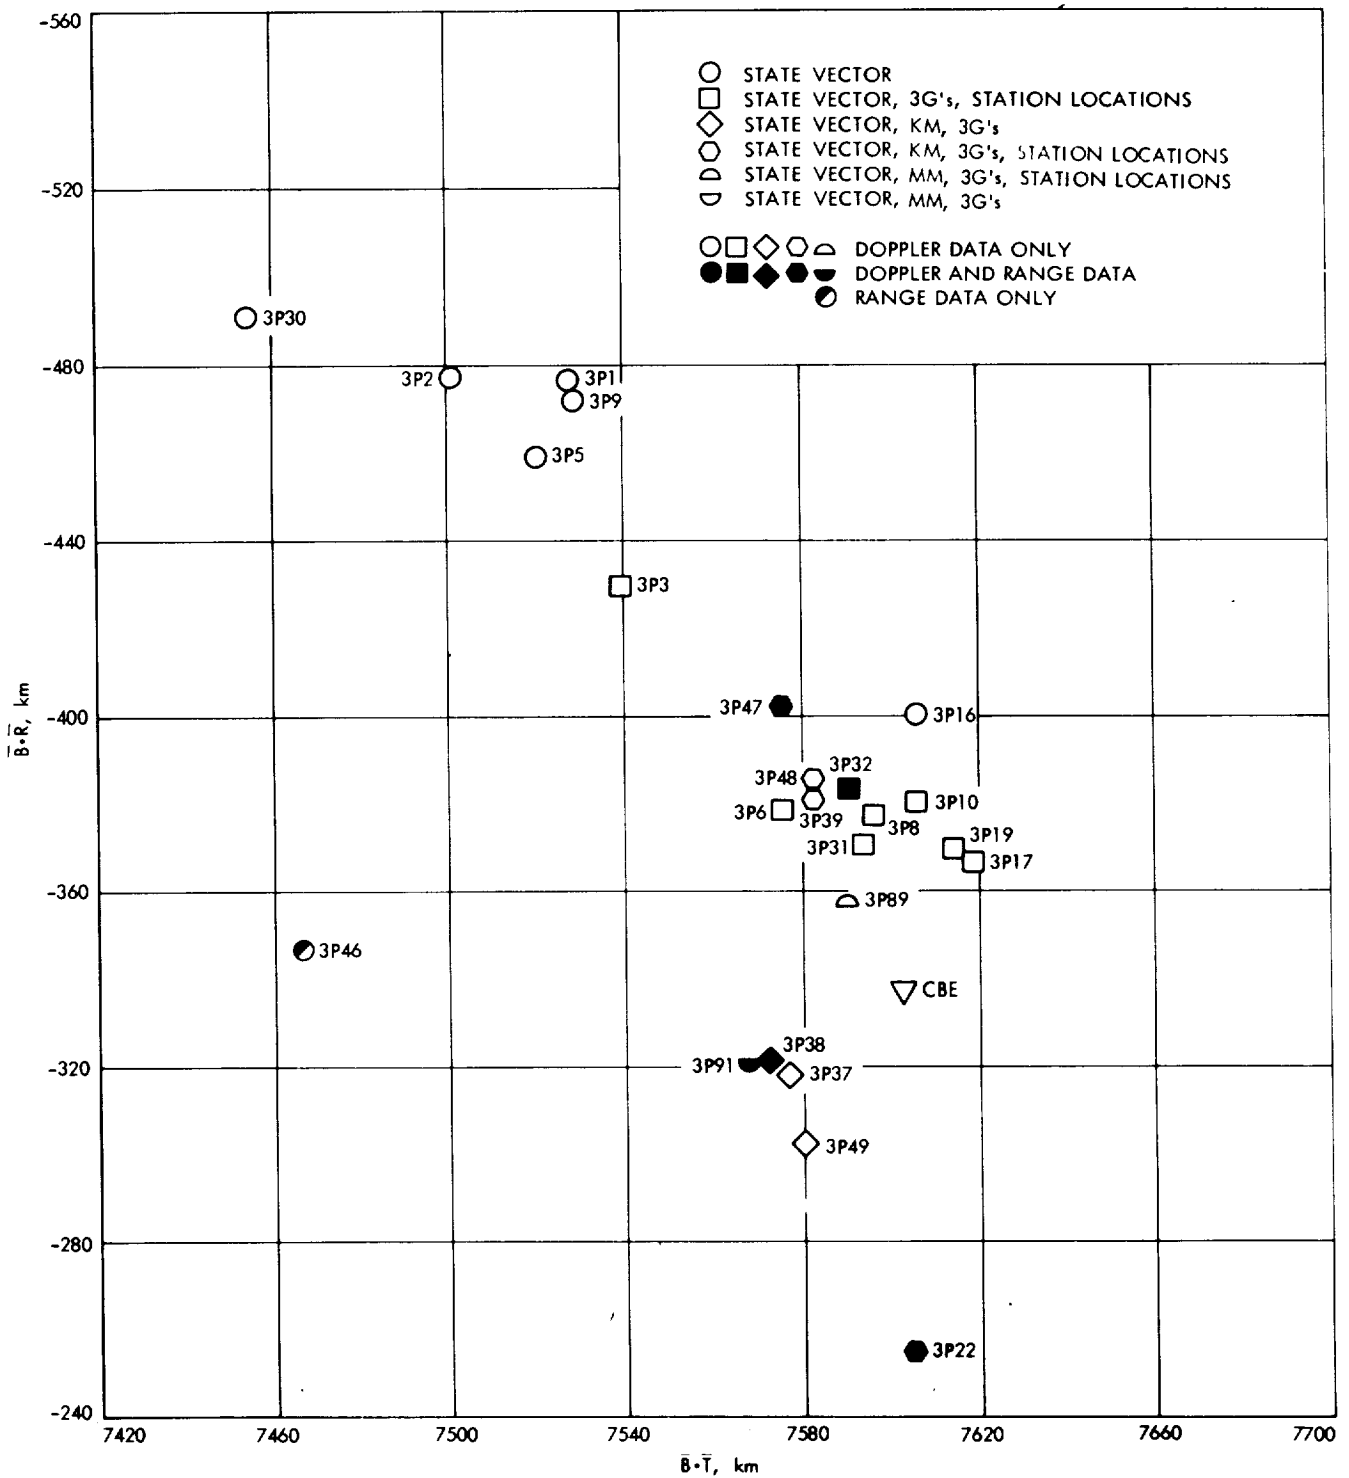 -560
STATE VECTOR
STATE VECTOR, 3G's, STATION LOCATIONS
STATE VECTOR, KM, 3G's
STATE VECTOR, KM, 3G's, STATION LOCATIONS
STATE VECTOR, MM, 3G's, STATION LOCATIONS
STATE VECTOR, MM, 3G's
-520
DOPPLER DATA ONLY
DOPPLER AND RANGE DATA
RANGE DATA ONLY
3P30
-480
3P2
3P1
3P9
3P5
-440
3P3
B̅•R̅, km
-400
3P47
3P16
3P48
3P32
3P6
3P39
3P8
3P10
3P31
3P19
3P17
-360
3P89
3P46
CBE
-320
3P91
3P38
3P37
3P49
-280
3P22
-240
7420 7460 7500 7540 7580 7620 7660 7700
B̅•T̅, km